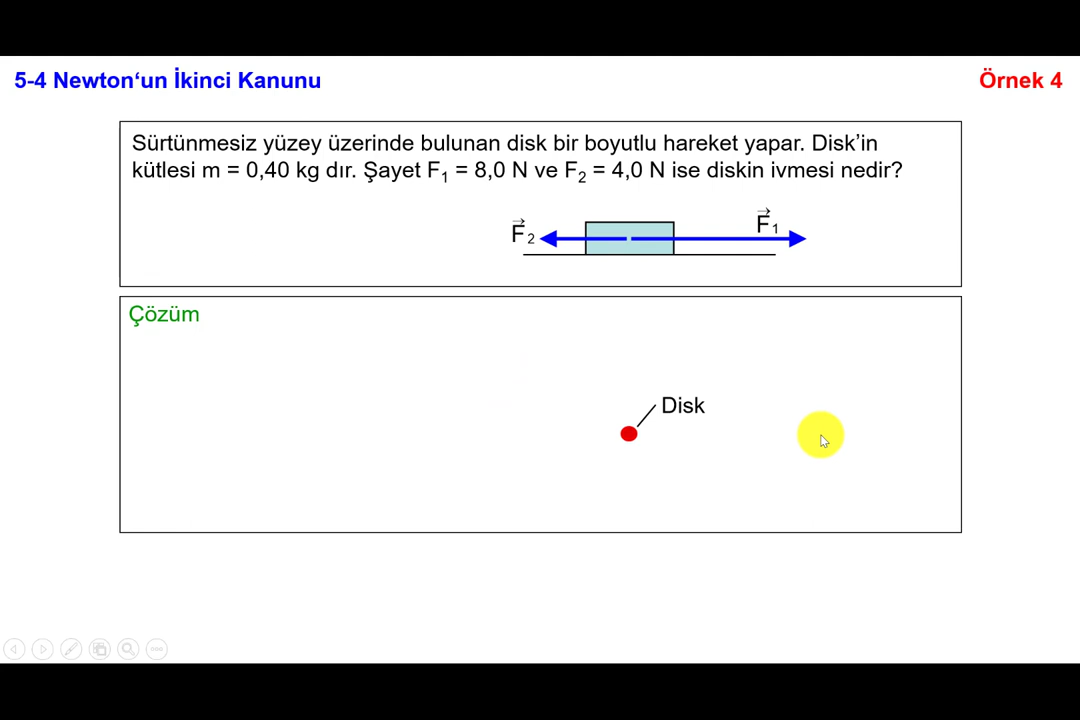 5-4 Newton‘un İkinci Kanunu
Örnek 4
Sürtünmesiz yüzey üzerinde bulunan disk bir boyutlu hareket yapar. Disk’in
kütlesi m = 0,40 kg dır. Şayet F₁ = 8,0 N ve F₂ = 4,0 N ise diskin ivmesi nedir?
F⃗₂
F⃗₁
Çözüm
Disk